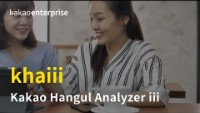 kakaoenterprise
khaiii
Kakao Hangul Analyzer iii